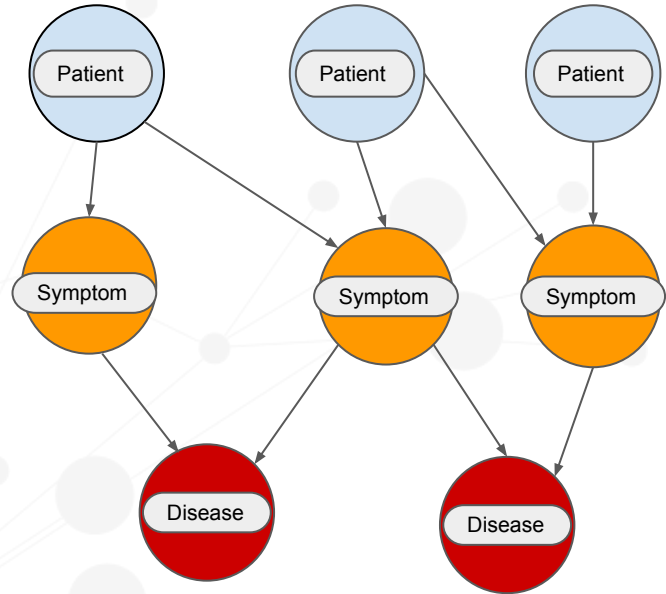 Patient
Patient
Patient
Symptom
Symptom
Symptom
Disease
Disease